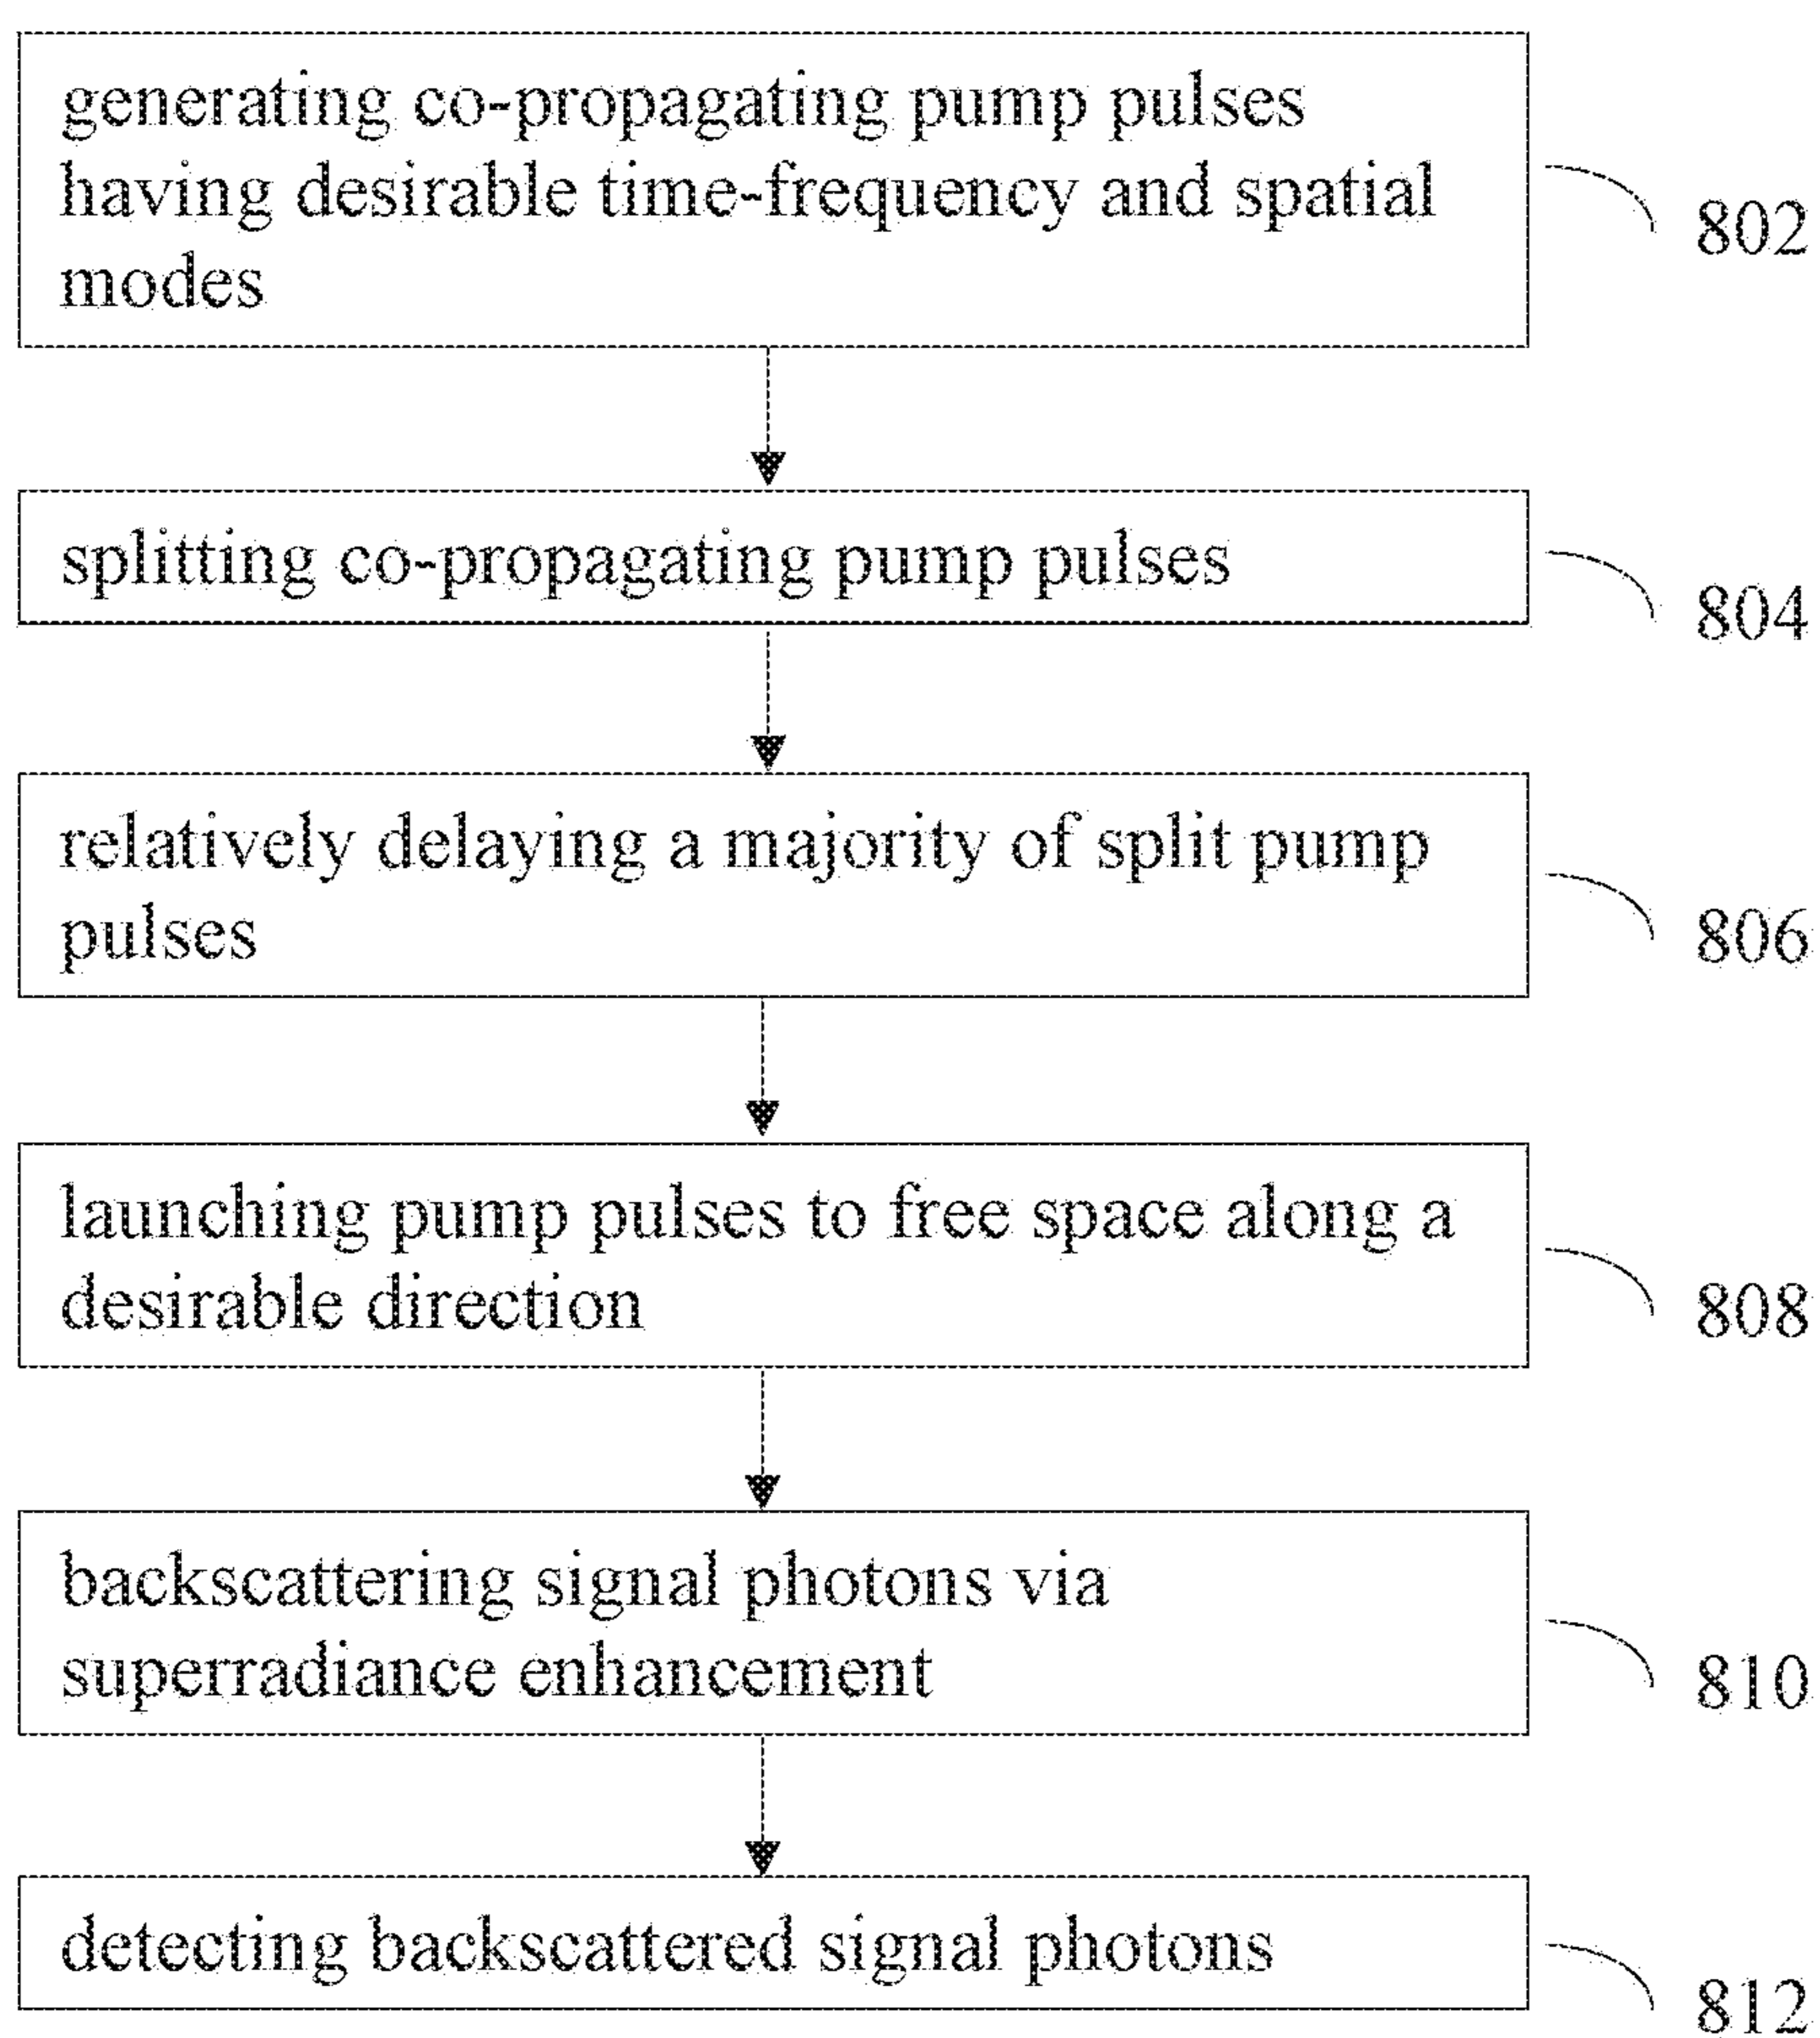 generating co-propagating pump pulses
having desirable time-frequency and spatial
modes
802
splitting co-propagating pump pulses
804
relatively delaying a majority of split pump
pulses
806
launching pump pulses to free space along a
desirable direction
808
backscattering signal photons via
superradiance enhancement
810
detecting backscattered signal photons
812